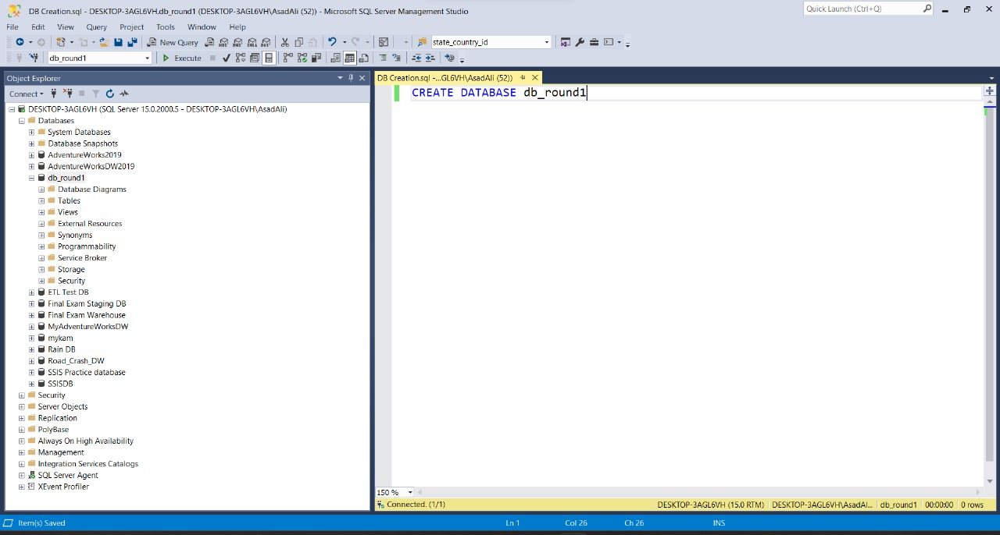 DB Creation.sql - DESKTOP-3AGL6VH.db_round1 (DESKTOP-3AGL6VH\AsadAli (52)) - Microsoft SQL Server Management Studio
Quick Launch (Ctrl+Q)
File Edit View Query Project Tools Window Help
New Query state_country_id
db_round1 Execute
Object Explorer
DB Creation.sql -...GL6VH\AsadAli (52))
Connect
CREATE DATABASE db_round1
DESKTOP-3AGL6VH (SQL Server 15.0.2000.5 - DESKTOP-3AGL6VH\AsadAli)
Databases
System Databases
Database Snapshots
AdventureWorks2019
AdventureWorksDW2019
db_round1
Database Diagrams
Tables
Views
External Resources
Synonyms
Programmability
Service Broker
Storage
Security
ETL Test DB
Final Exam Staging DB
Final Exam Warehouse
MyAdventureWorksDW
mykam
Rain DB
Road_Crash_DW
SSIS Practice database
SSISDB
Security
Server Objects
Replication
PolyBase
Always On High Availability
Management
Integration Services Catalogs
SQL Server Agent
XEvent Profiler
150 %
Connected. (1/1) DESKTOP-3AGL6VH (15.0 RTM) DESKTOP-3AGL6VH\AsadAl... db_round1 00:00:00 0 rows
Item(s) Saved Ln 1 Col 26 Ch 26 INS